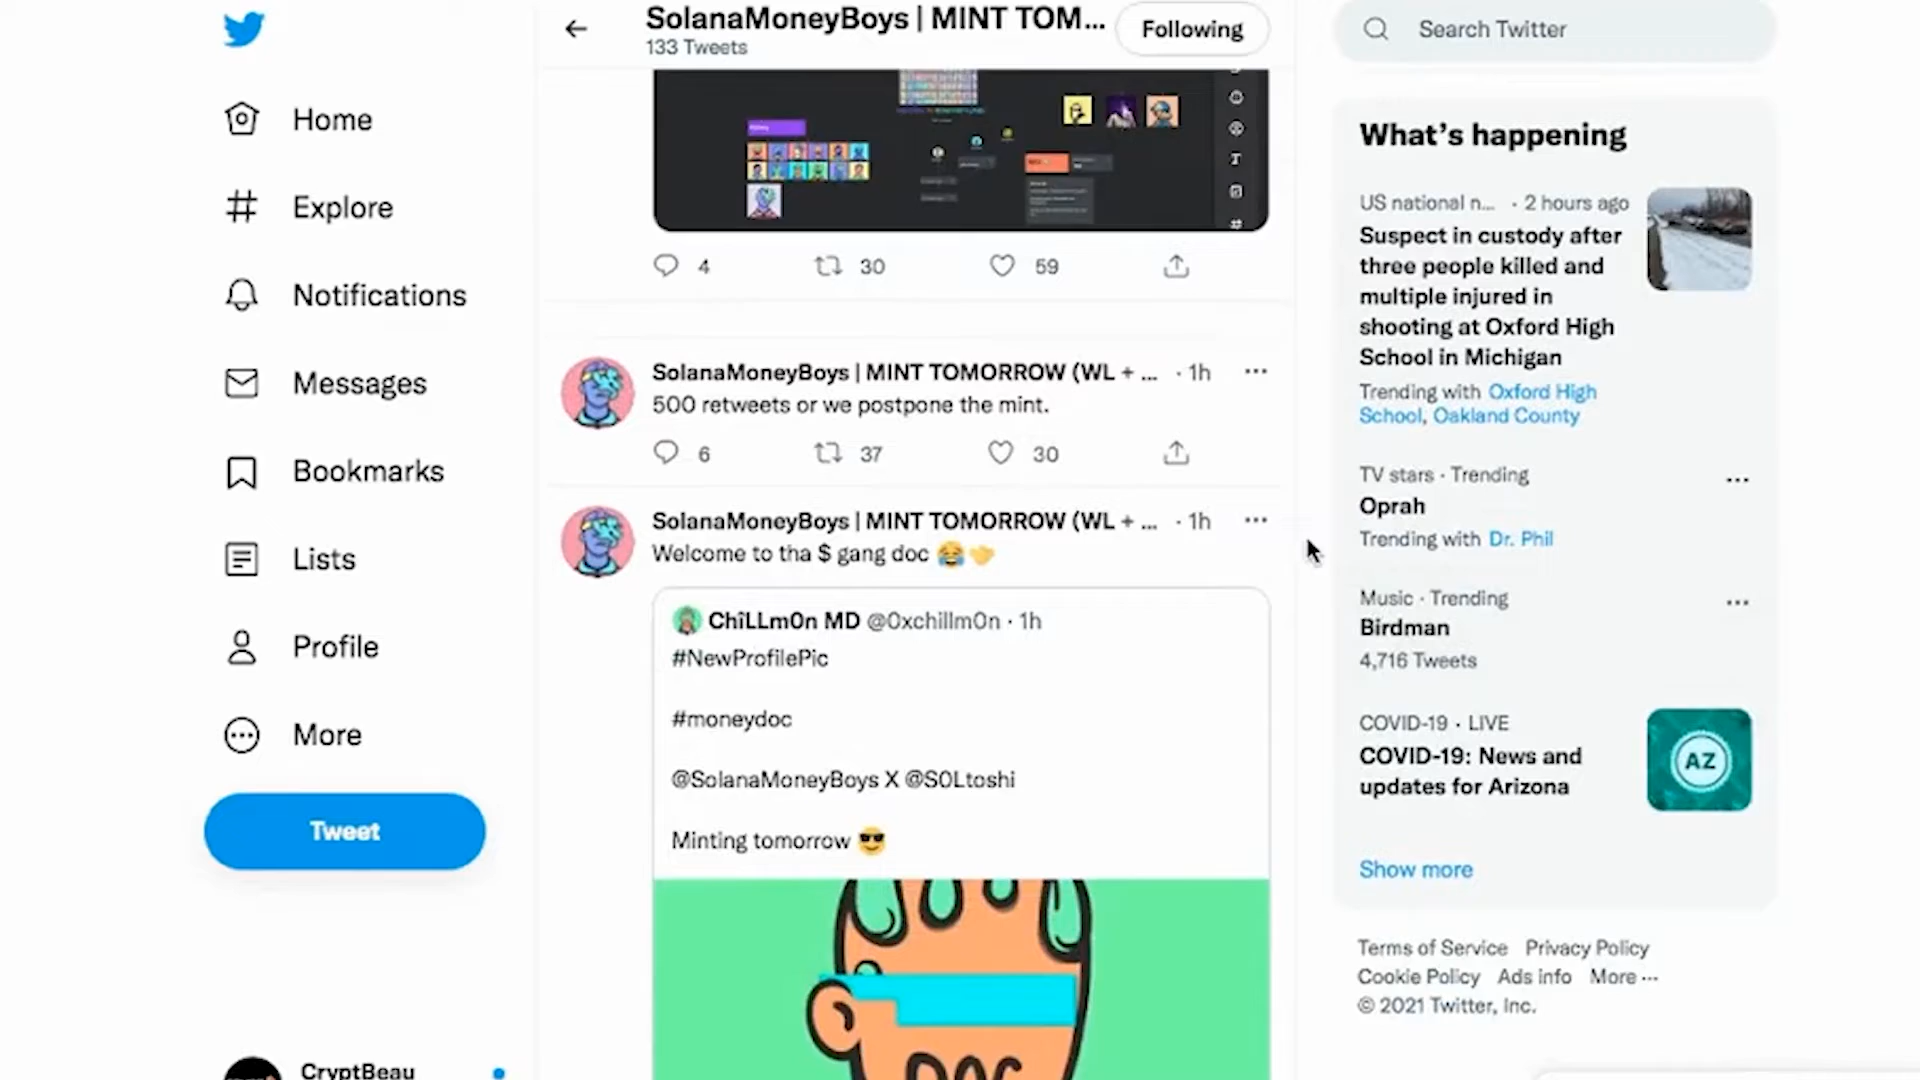 Home
Explore
Notifications
Messages
Bookmarks
Lists
Profile
More
Tweet
CryptBeau
SolanaMoneyBoys | MINT TOM...
133 Tweets
Following
4 30 59
SolanaMoneyBoys | MINT TOMORROW (WL + ... · 1h
500 retweets or we postpone the mint.
6 37 30
SolanaMoneyBoys | MINT TOMORROW (WL + ... · 1h
Welcome to tha $ gang doc 😂🤝
ChiLLm0n MD @0xchillm0n · 1h
#NewProfilePic
#moneydoc
@SolanaMoneyBoys X @S0Ltoshi
Minting tomorrow 😎
DOC
Search Twitter
What's happening
US national n... · 2 hours ago
Suspect in custody after
three people killed and
multiple injured in
shooting at Oxford High
School in Michigan
Trending with Oxford High
School, Oakland County
TV stars · Trending
Oprah
Trending with Dr. Phil
Music · Trending
Birdman
4,716 Tweets
COVID-19 · LIVE
COVID-19: News and
updates for Arizona
AZ
Show more
Terms of Service Privacy Policy
Cookie Policy Ads info More ...
© 2021 Twitter, Inc.